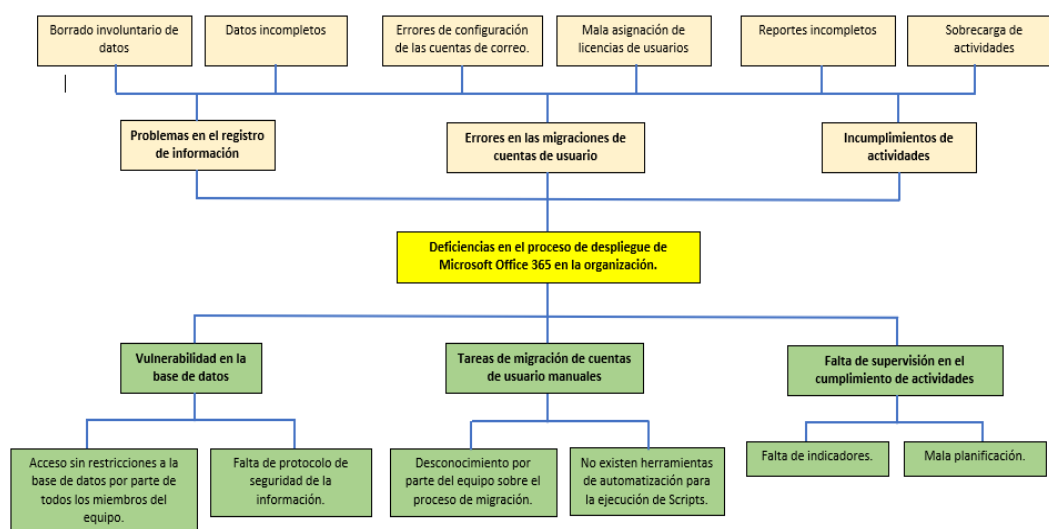 Borrado involuntario de
datos
Datos incompletos
Errores de configuración
de las cuentas de correo.
Mala asignación de
licencias de usuarios
Reportes incompletos
Sobrecarga de
actividades
Problemas en el registro
de información
Errores en las migraciones de
cuentas de usuario
Incumplimientos de
actividades
Deficiencias en el proceso de despliegue de
Microsoft Office 365 en la organización.
Vulnerabilidad en la
base de datos
Tareas de migración de cuentas
de usuario manuales
Falta de supervisión en el
cumplimiento de actividades
Acceso sin restricciones a la
base de datos por parte de
todos los miembros del
equipo.
Falta de protocolo de
seguridad de la
información.
Desconocimiento por
parte del equipo sobre el
proceso de migración.
No existen herramientas
de automatización para
la ejecución de Scripts.
Falta de indicadores.
Mala planificación.